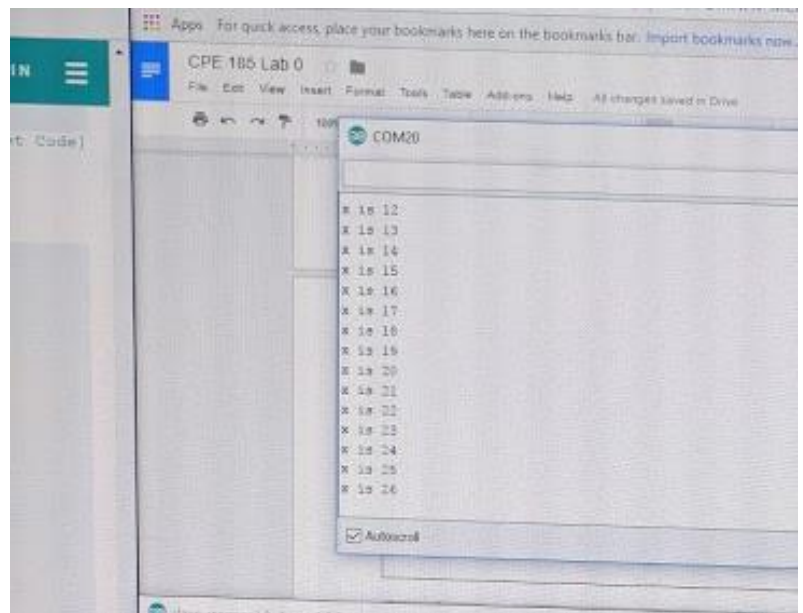 Apps For quick access, place your bookmarks here on the bookmarks bar. Import bookmarks now...
IN
CPE 185 Lab 0
File Edit View Insert Format Tools Table Add-ons Help All changes saved in Drive
t Code]
100%
COM20
x is 12
x is 13
x is 14
x is 15
x is 16
x is 17
x is 18
x is 19
x is 20
x is 21
x is 22
x is 23
x is 24
x is 25
x is 26
Autoscroll